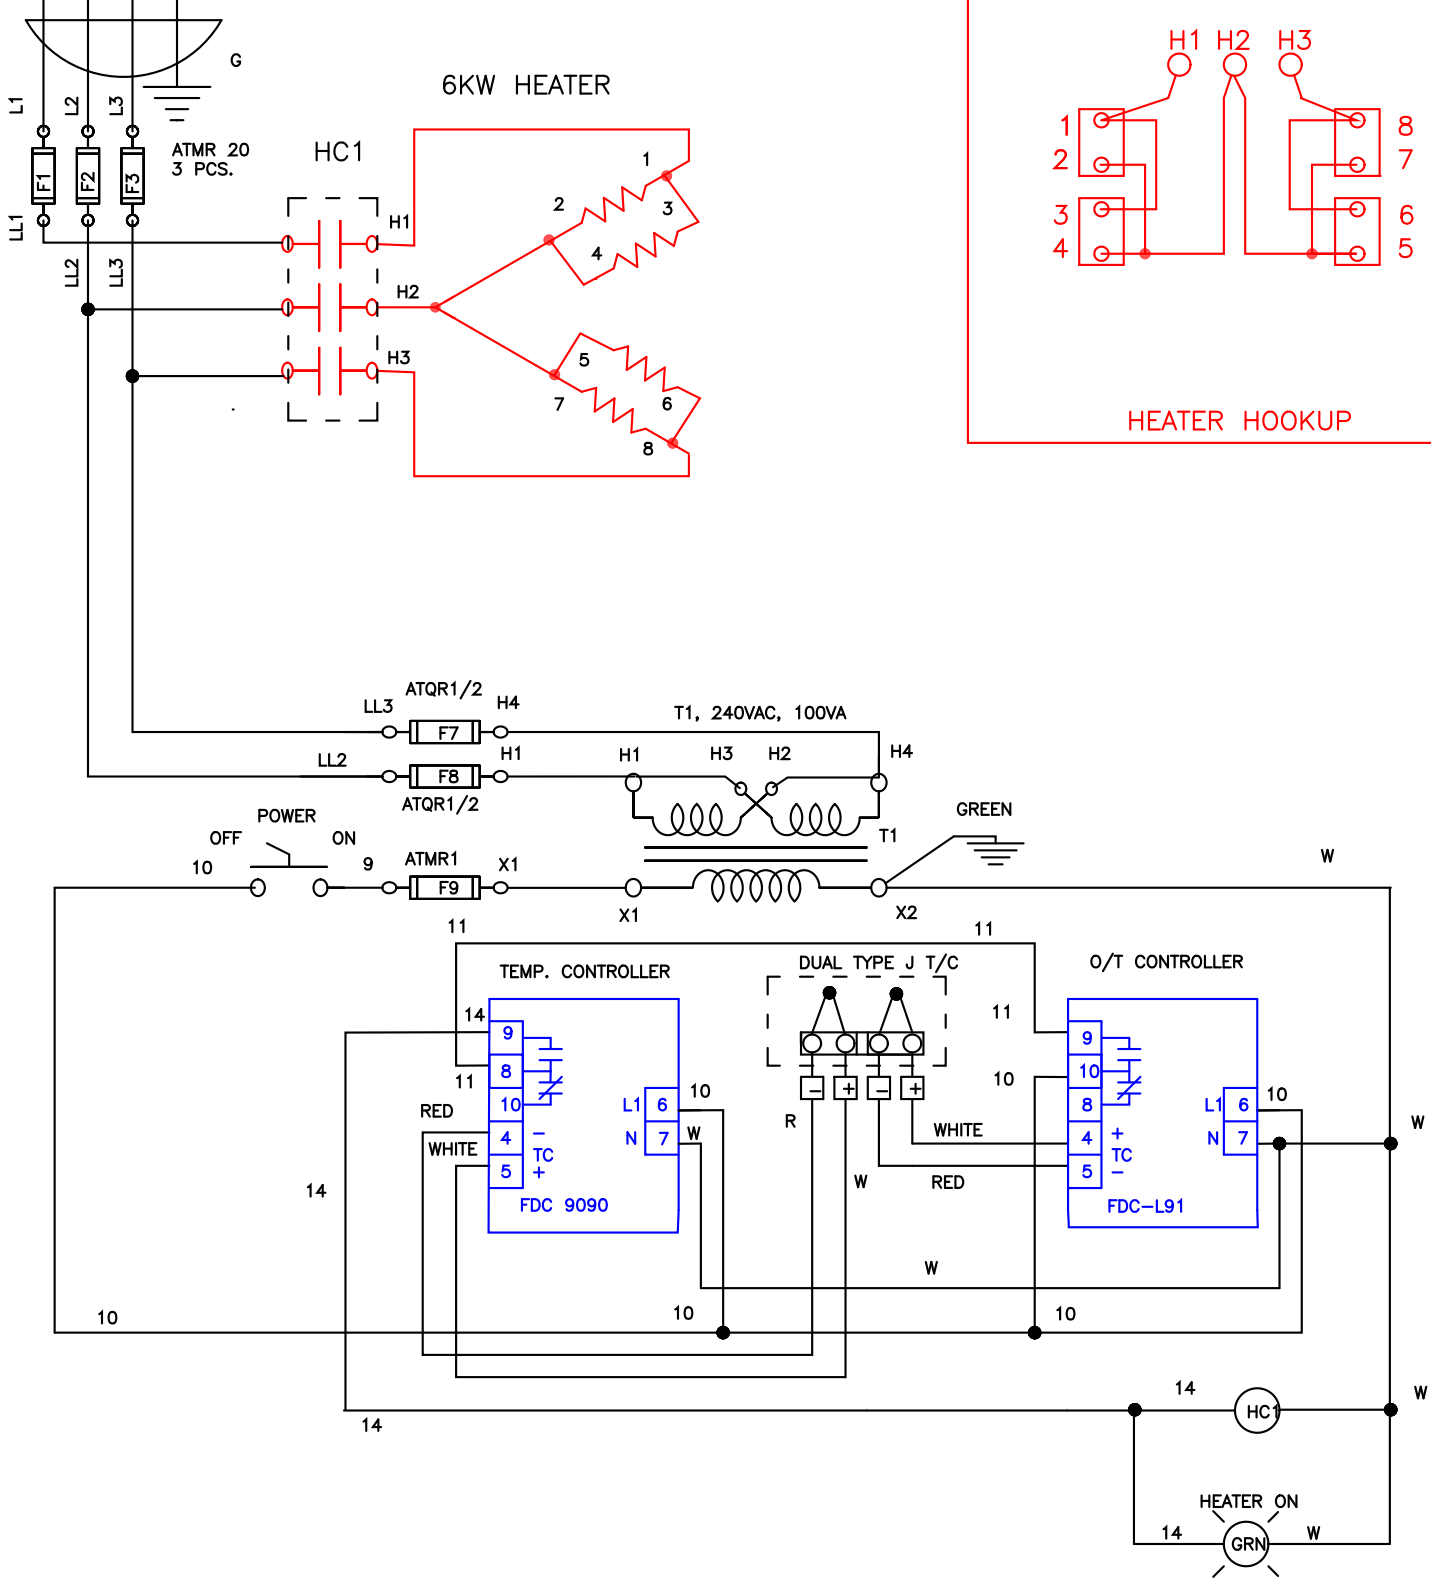 G
L1
L2
L3
6KW HEATER
H1 H2 H3
ATMR 20
3 PCS.
HC1
F1
F2
F3
LL1
LL2
LL3
H1
H2
H3
1
2
3
4
5
6
7
8
1
2
3
4
8
7
6
5
HEATER HOOKUP
ATQR1/2
LL3
F7
H4
T1, 240VAC, 100VA
LL2
F8
H1
ATQR1/2
H1
H3
H2
H4
T1
POWER
OFF
ON
10
9
ATMR1
F9
X1
X1
X2
GREEN
W
11
11
TEMP. CONTROLLER
DUAL TYPE J T/C
O/T CONTROLLER
14
9
8
11
10
RED
4 −
WHITE
TC
5 +
L1 6
10
N 7
W
FDC 9090
− + − +
R
W
WHITE
RED
11
9
10
10
8
4 +
TC
5 −
L1 6
10
N 7
W
FDC−L91
14
W
10
10
10
14
14
HC1
W
HEATER ON
14
GRN
W